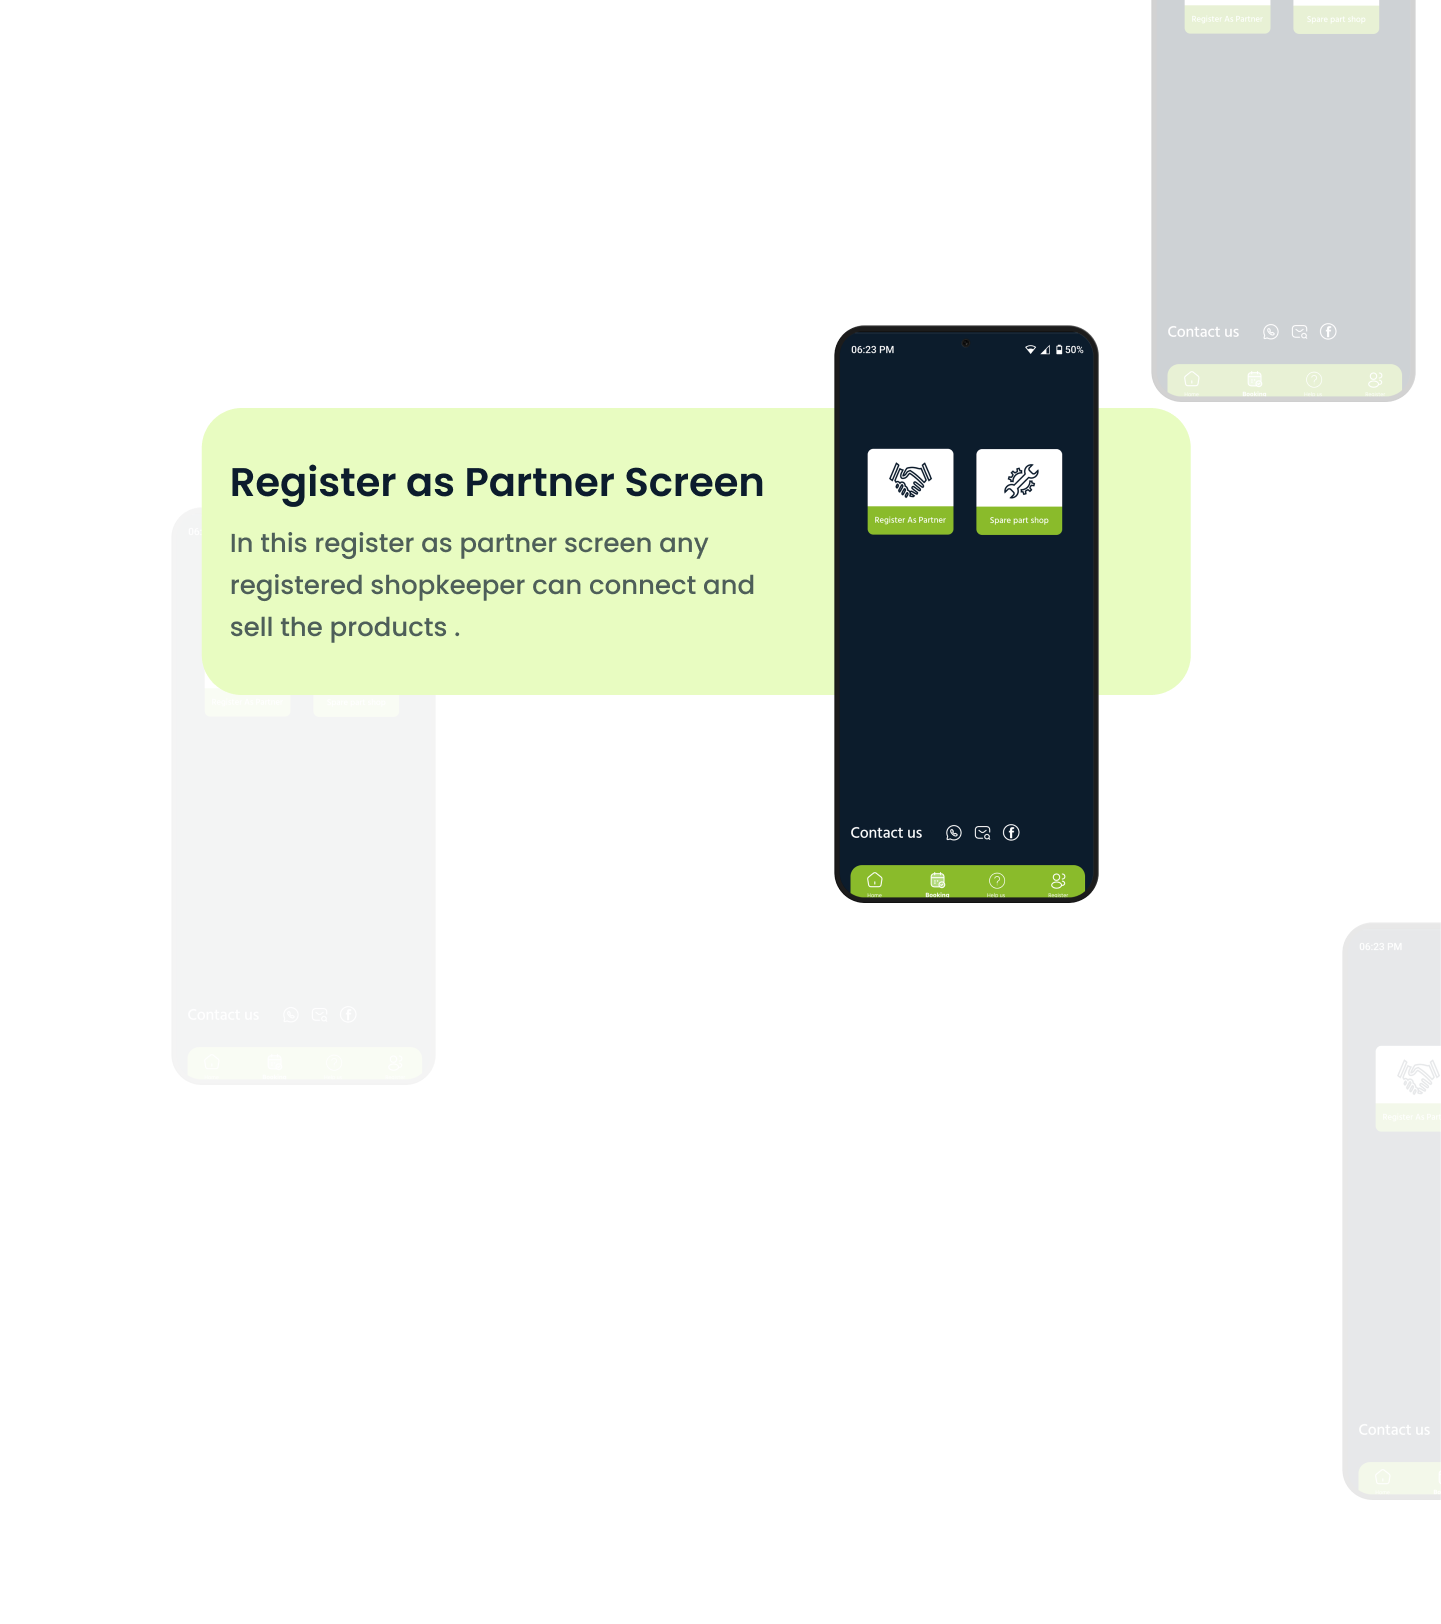 Register As Partner
Spare part shop
Contact us
Booking
Register as Partner Screen
In this register as partner screen any
registered shopkeeper can connect and
sell the products .
06:23 PM
50%
Register As Partner
Spare part shop
Contact us
Home
Booking
Help us
Register
Contact us
06:23 PM
Contact us